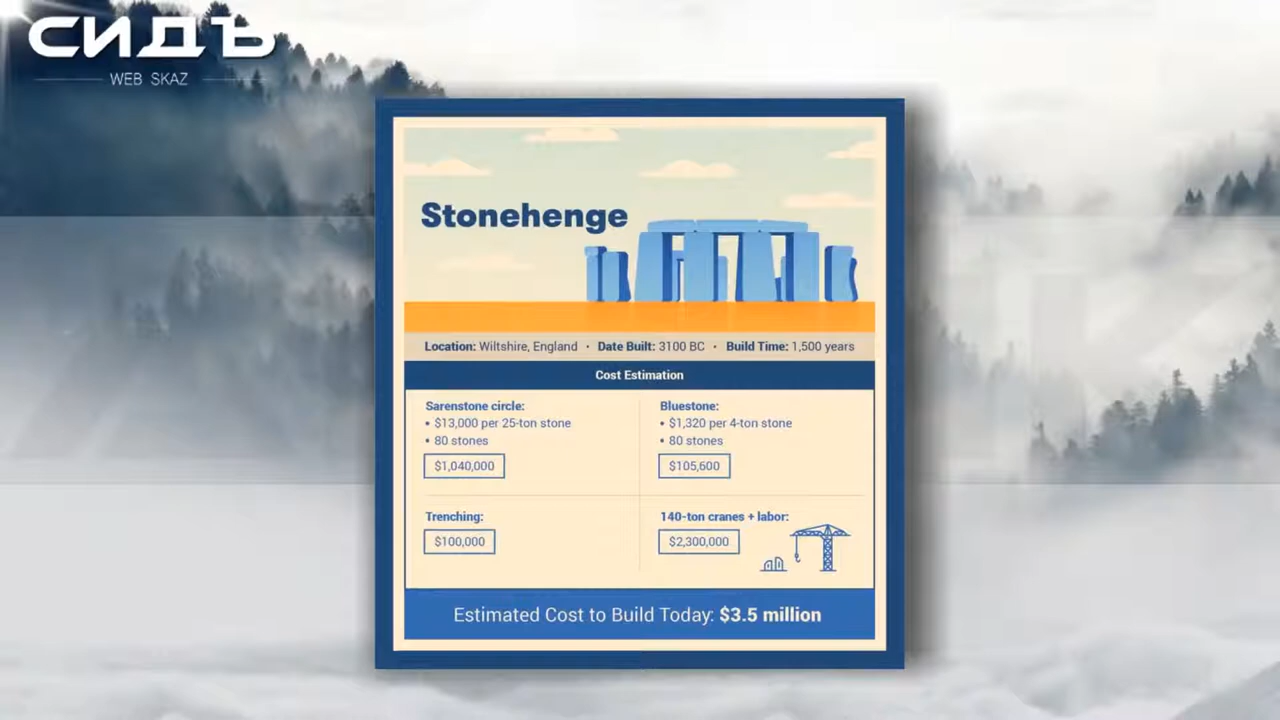 СИДЪ
WEB SKAZ
Stonehenge
Location: Wiltshire, England • Date Built: 3100 BC • Build Time: 1,500 years
Cost Estimation
Sarenstone circle:
• $13,000 per 25-ton stone
• 80 stones
$1,040,000
Bluestone:
• $1,320 per 4-ton stone
• 80 stones
$105,600
Trenching:
$100,000
140-ton cranes + labor:
$2,300,000
Estimated Cost to Build Today: $3.5 million